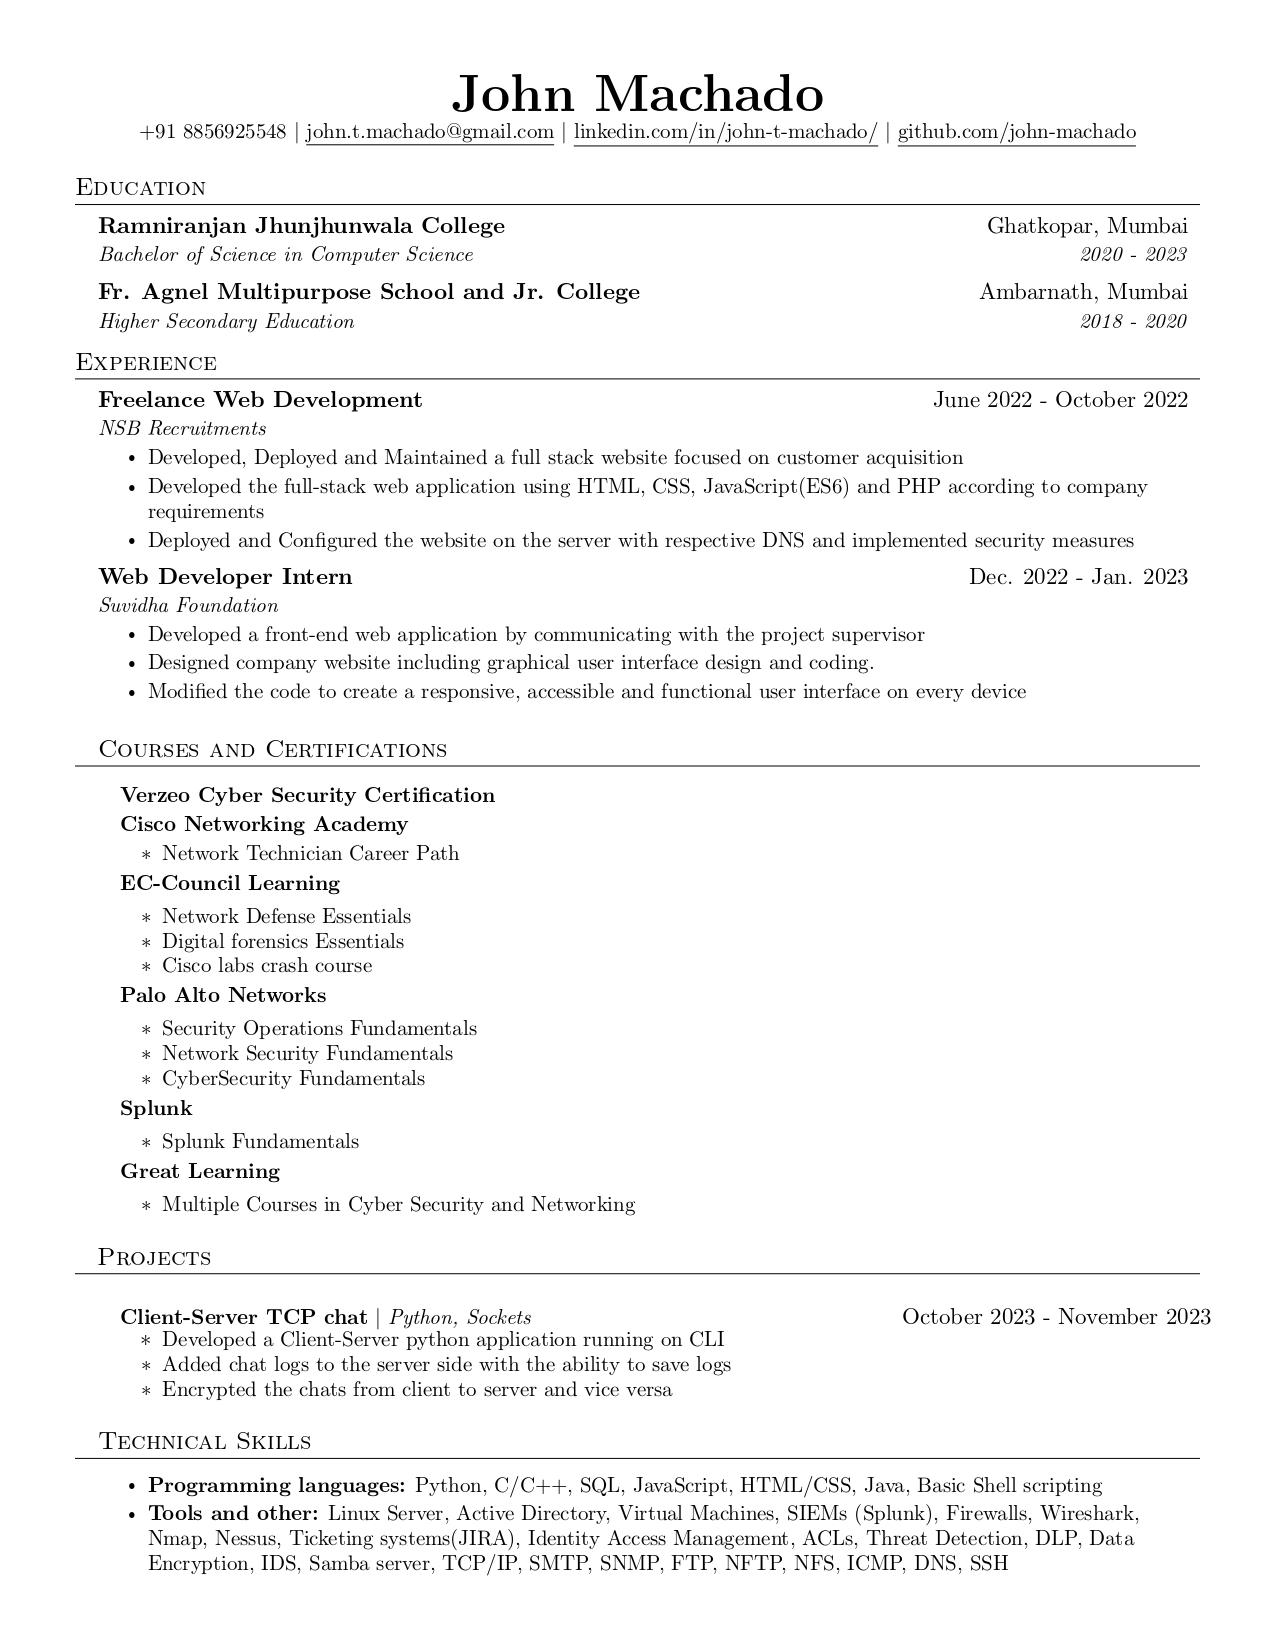 John Machado
+91 8856925548 | john.t.machado@gmail.com | linkedin.com/in/john-t-machado/ | github.com/john-machado
Education
Ramniranjan Jhunjhunwala College Ghatkopar, Mumbai
Bachelor of Science in Computer Science 2020 - 2023
Fr. Agnel Multipurpose School and Jr. College Ambarnath, Mumbai
Higher Secondary Education 2018 - 2020
Experience
Freelance Web Development June 2022 - October 2022
NSB Recruitments
• Developed, Deployed and Maintained a full stack website focused on customer acquisition
• Developed the full-stack web application using HTML, CSS, JavaScript(ES6) and PHP according to company
requirements
• Deployed and Configured the website on the server with respective DNS and implemented security measures
Web Developer Intern Dec. 2022 - Jan. 2023
Suvidha Foundation
• Developed a front-end web application by communicating with the project supervisor
• Designed company website including graphical user interface design and coding.
• Modified the code to create a responsive, accessible and functional user interface on every device
Courses and Certifications
Verzeo Cyber Security Certification
Cisco Networking Academy
∗ Network Technician Career Path
EC-Council Learning
∗ Network Defense Essentials
∗ Digital forensics Essentials
∗ Cisco labs crash course
Palo Alto Networks
∗ Security Operations Fundamentals
∗ Network Security Fundamentals
∗ CyberSecurity Fundamentals
Splunk
∗ Splunk Fundamentals
Great Learning
∗ Multiple Courses in Cyber Security and Networking
Projects
Client-Server TCP chat | Python, Sockets October 2023 - November 2023
∗ Developed a Client-Server python application running on CLI
∗ Added chat logs to the server side with the ability to save logs
∗ Encrypted the chats from client to server and vice versa
Technical Skills
• Programming languages: Python, C/C++, SQL, JavaScript, HTML/CSS, Java, Basic Shell scripting
• Tools and other: Linux Server, Active Directory, Virtual Machines, SIEMs (Splunk), Firewalls, Wireshark,
Nmap, Nessus, Ticketing systems(JIRA), Identity Access Management, ACLs, Threat Detection, DLP, Data
Encryption, IDS, Samba server, TCP/IP, SMTP, SNMP, FTP, NFTP, NFS, ICMP, DNS, SSH